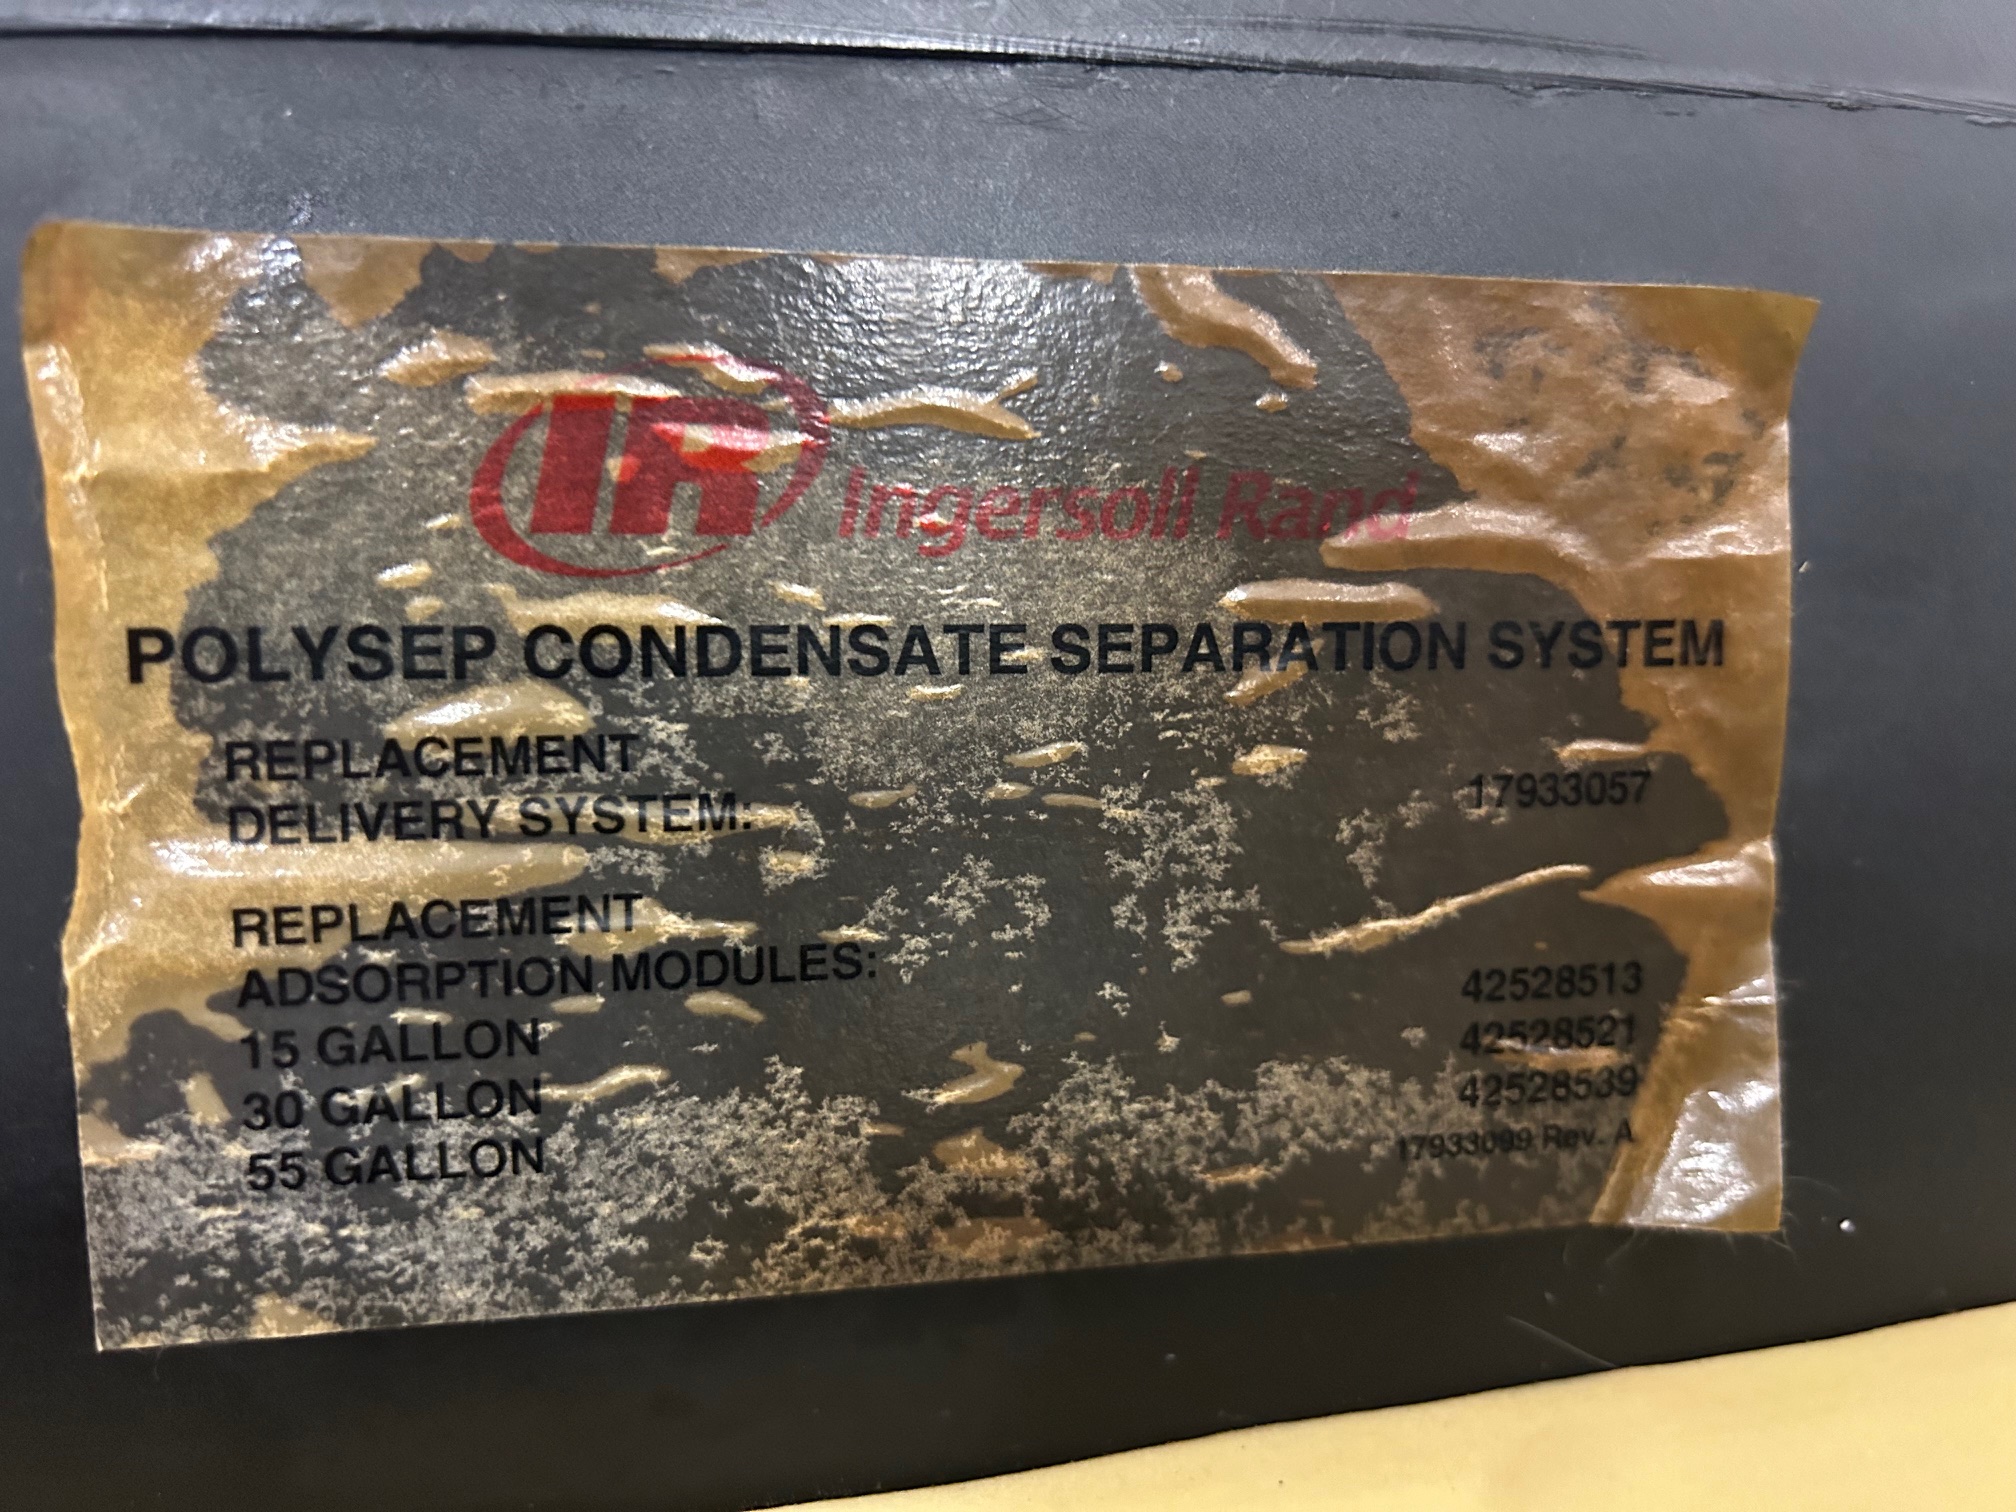 IR Ingersoll Rand
POLYSEP CONDENSATE SEPARATION SYSTEM
REPLACEMENT
DELIVERY SYSTEM: 17933057
REPLACEMENT
ADSORPTION MODULES:
15 GALLON 42528513
30 GALLON 42528521
55 GALLON 42528539
17933099 Rev. A